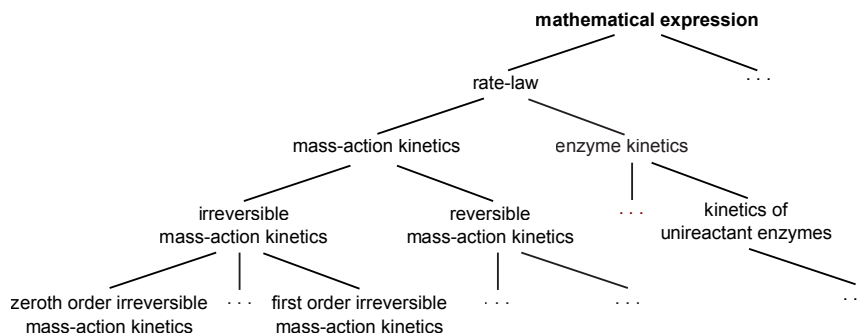 mathematical expression
rate-law
. . .
mass-action kinetics
enzyme kinetics
irreversible
mass-action kinetics
reversible
mass-action kinetics
. . .
kinetics of
unireactant enzymes
zeroth order irreversible
mass-action kinetics
. . .
first order irreversible
mass-action kinetics
. . .
. . .
. .